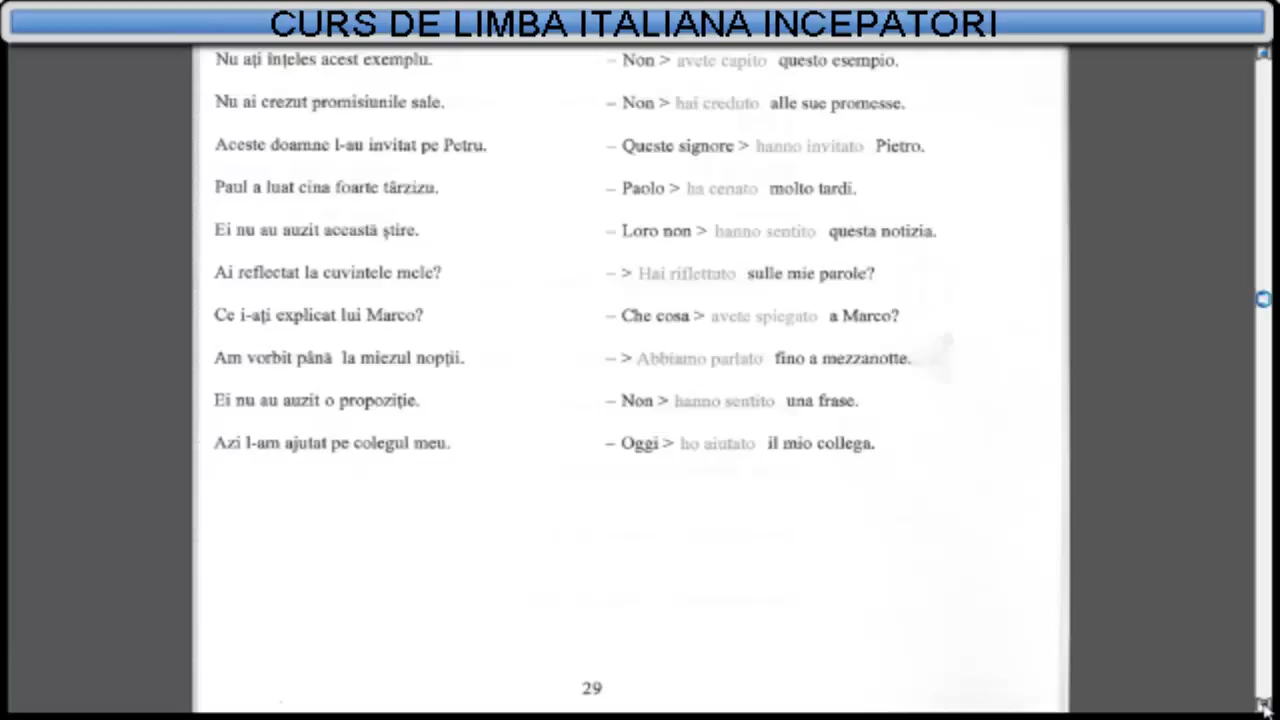 CURS DE LIMBA ITALIANA INCEPATORI
Nu ați înțeles acest exemplu. – Non > avete capito questo esempio.
Nu ai crezut promisiunile sale. – Non > hai creduto alle sue promesse.
Aceste doamne l-au invitat pe Petru. – Queste signore > hanno invitato Pietro.
Paul a luat cina foarte târzizu. – Paolo > ha cenato molto tardi.
Ei nu au auzit această știre. – Loro non > hanno sentito questa notizia.
Ai reflectat la cuvintele mele? – > Hai riflettuto sulle mie parole?
Ce i-ați explicat lui Marco? – Che cosa > avete spiegato a Marco?
Am vorbit până la miezul nopții. – > Abbiamo parlato fino a mezzanotte.
Ei nu au auzit o propoziție. – Non > hanno sentito una frase.
Azi l-am ajutat pe colegul meu. – Oggi > ho aiutato il mio collega.
29